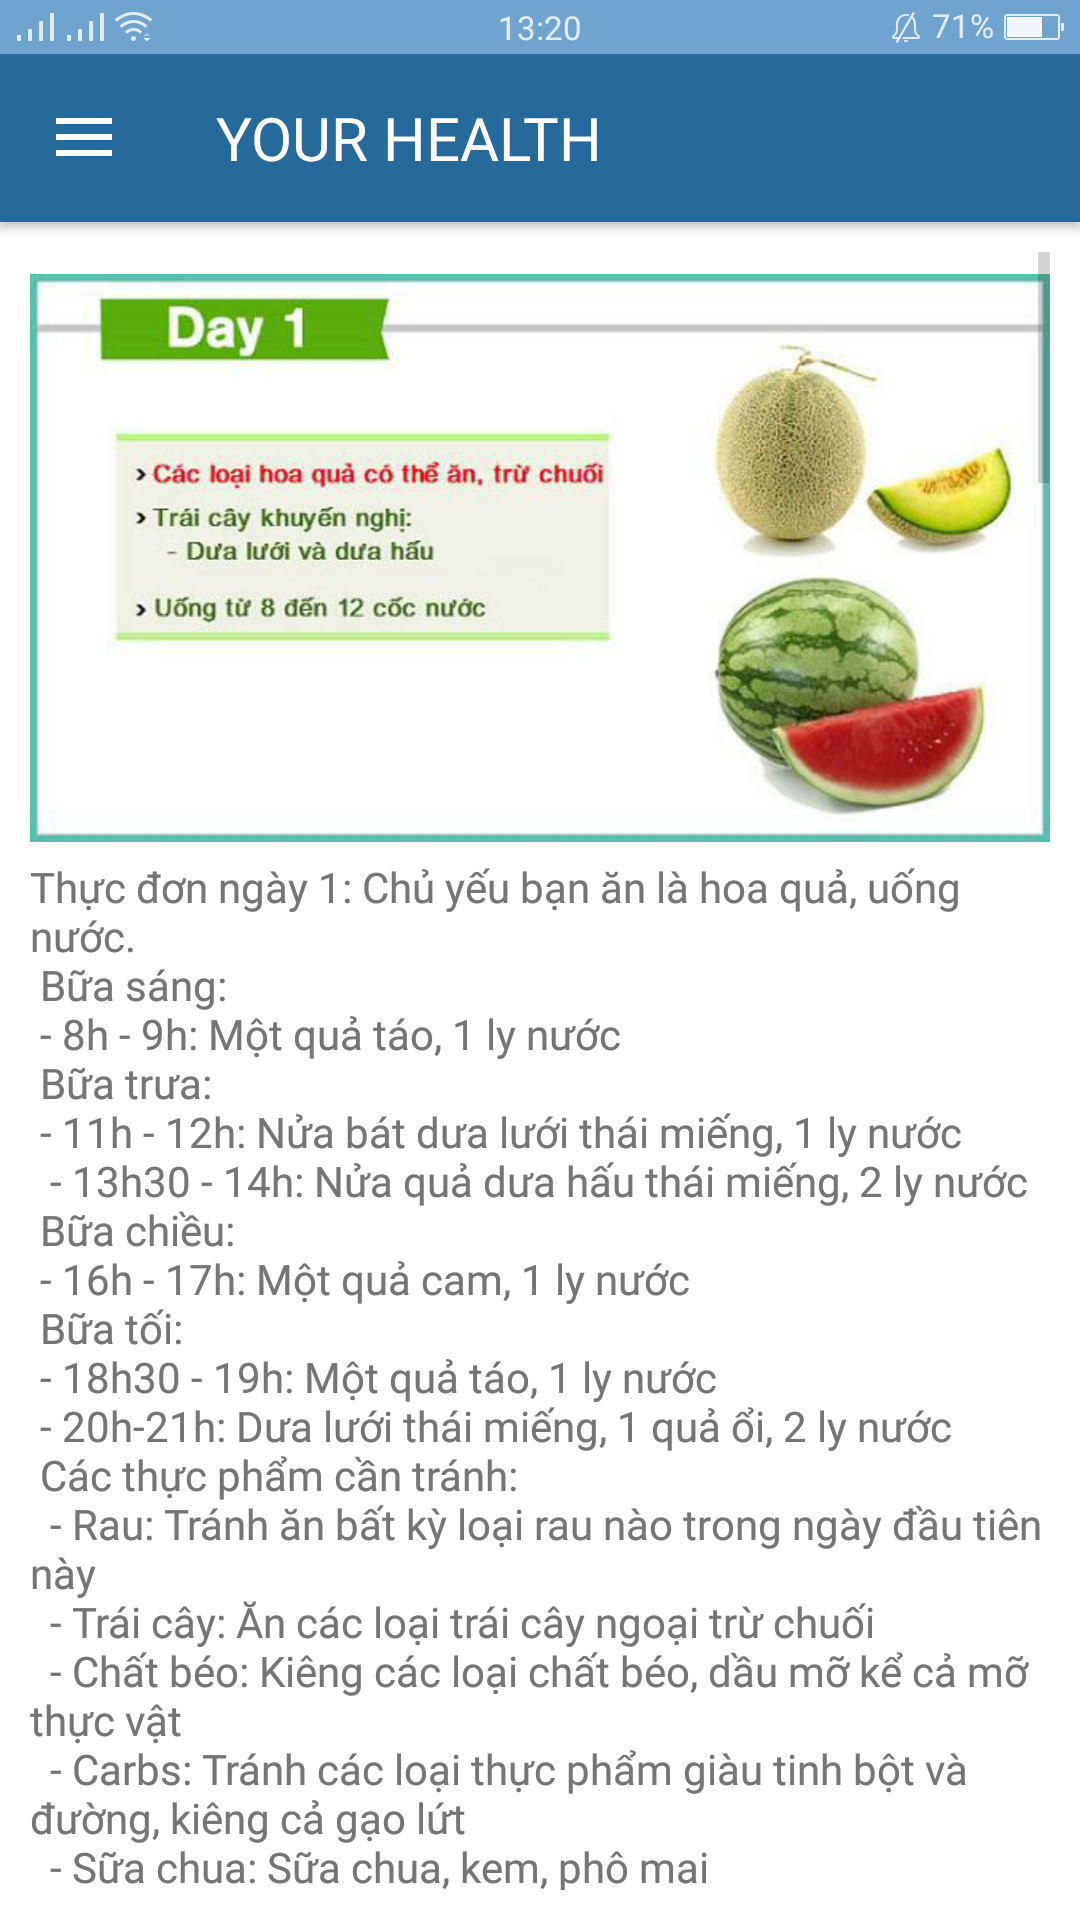 13:20
71%
YOUR HEALTH
Day 1
› Các loại hoa quả có thể ăn, trừ chuối
› Trái cây khuyến nghị:
- Dưa lưới và dưa hấu
› Uống từ 8 đến 12 cốc nước
Thực đơn ngày 1: Chủ yếu bạn ăn là hoa quả, uống
nước.
Bữa sáng:
- 8h - 9h: Một quả táo, 1 ly nước
Bữa trưa:
- 11h - 12h: Nửa bát dưa lưới thái miếng, 1 ly nước
- 13h30 - 14h: Nửa quả dưa hấu thái miếng, 2 ly nước
Bữa chiều:
- 16h - 17h: Một quả cam, 1 ly nước
Bữa tối:
- 18h30 - 19h: Một quả táo, 1 ly nước
- 20h-21h: Dưa lưới thái miếng, 1 quả ổi, 2 ly nước
Các thực phẩm cần tránh:
- Rau: Tránh ăn bất kỳ loại rau nào trong ngày đầu tiên
này
- Trái cây: Ăn các loại trái cây ngoại trừ chuối
- Chất béo: Kiêng các loại chất béo, dầu mỡ kể cả mỡ
thực vật
- Carbs: Tránh các loại thực phẩm giàu tinh bột và
đường, kiêng cả gạo lứt
- Sữa chua: Sữa chua, kem, phô mai